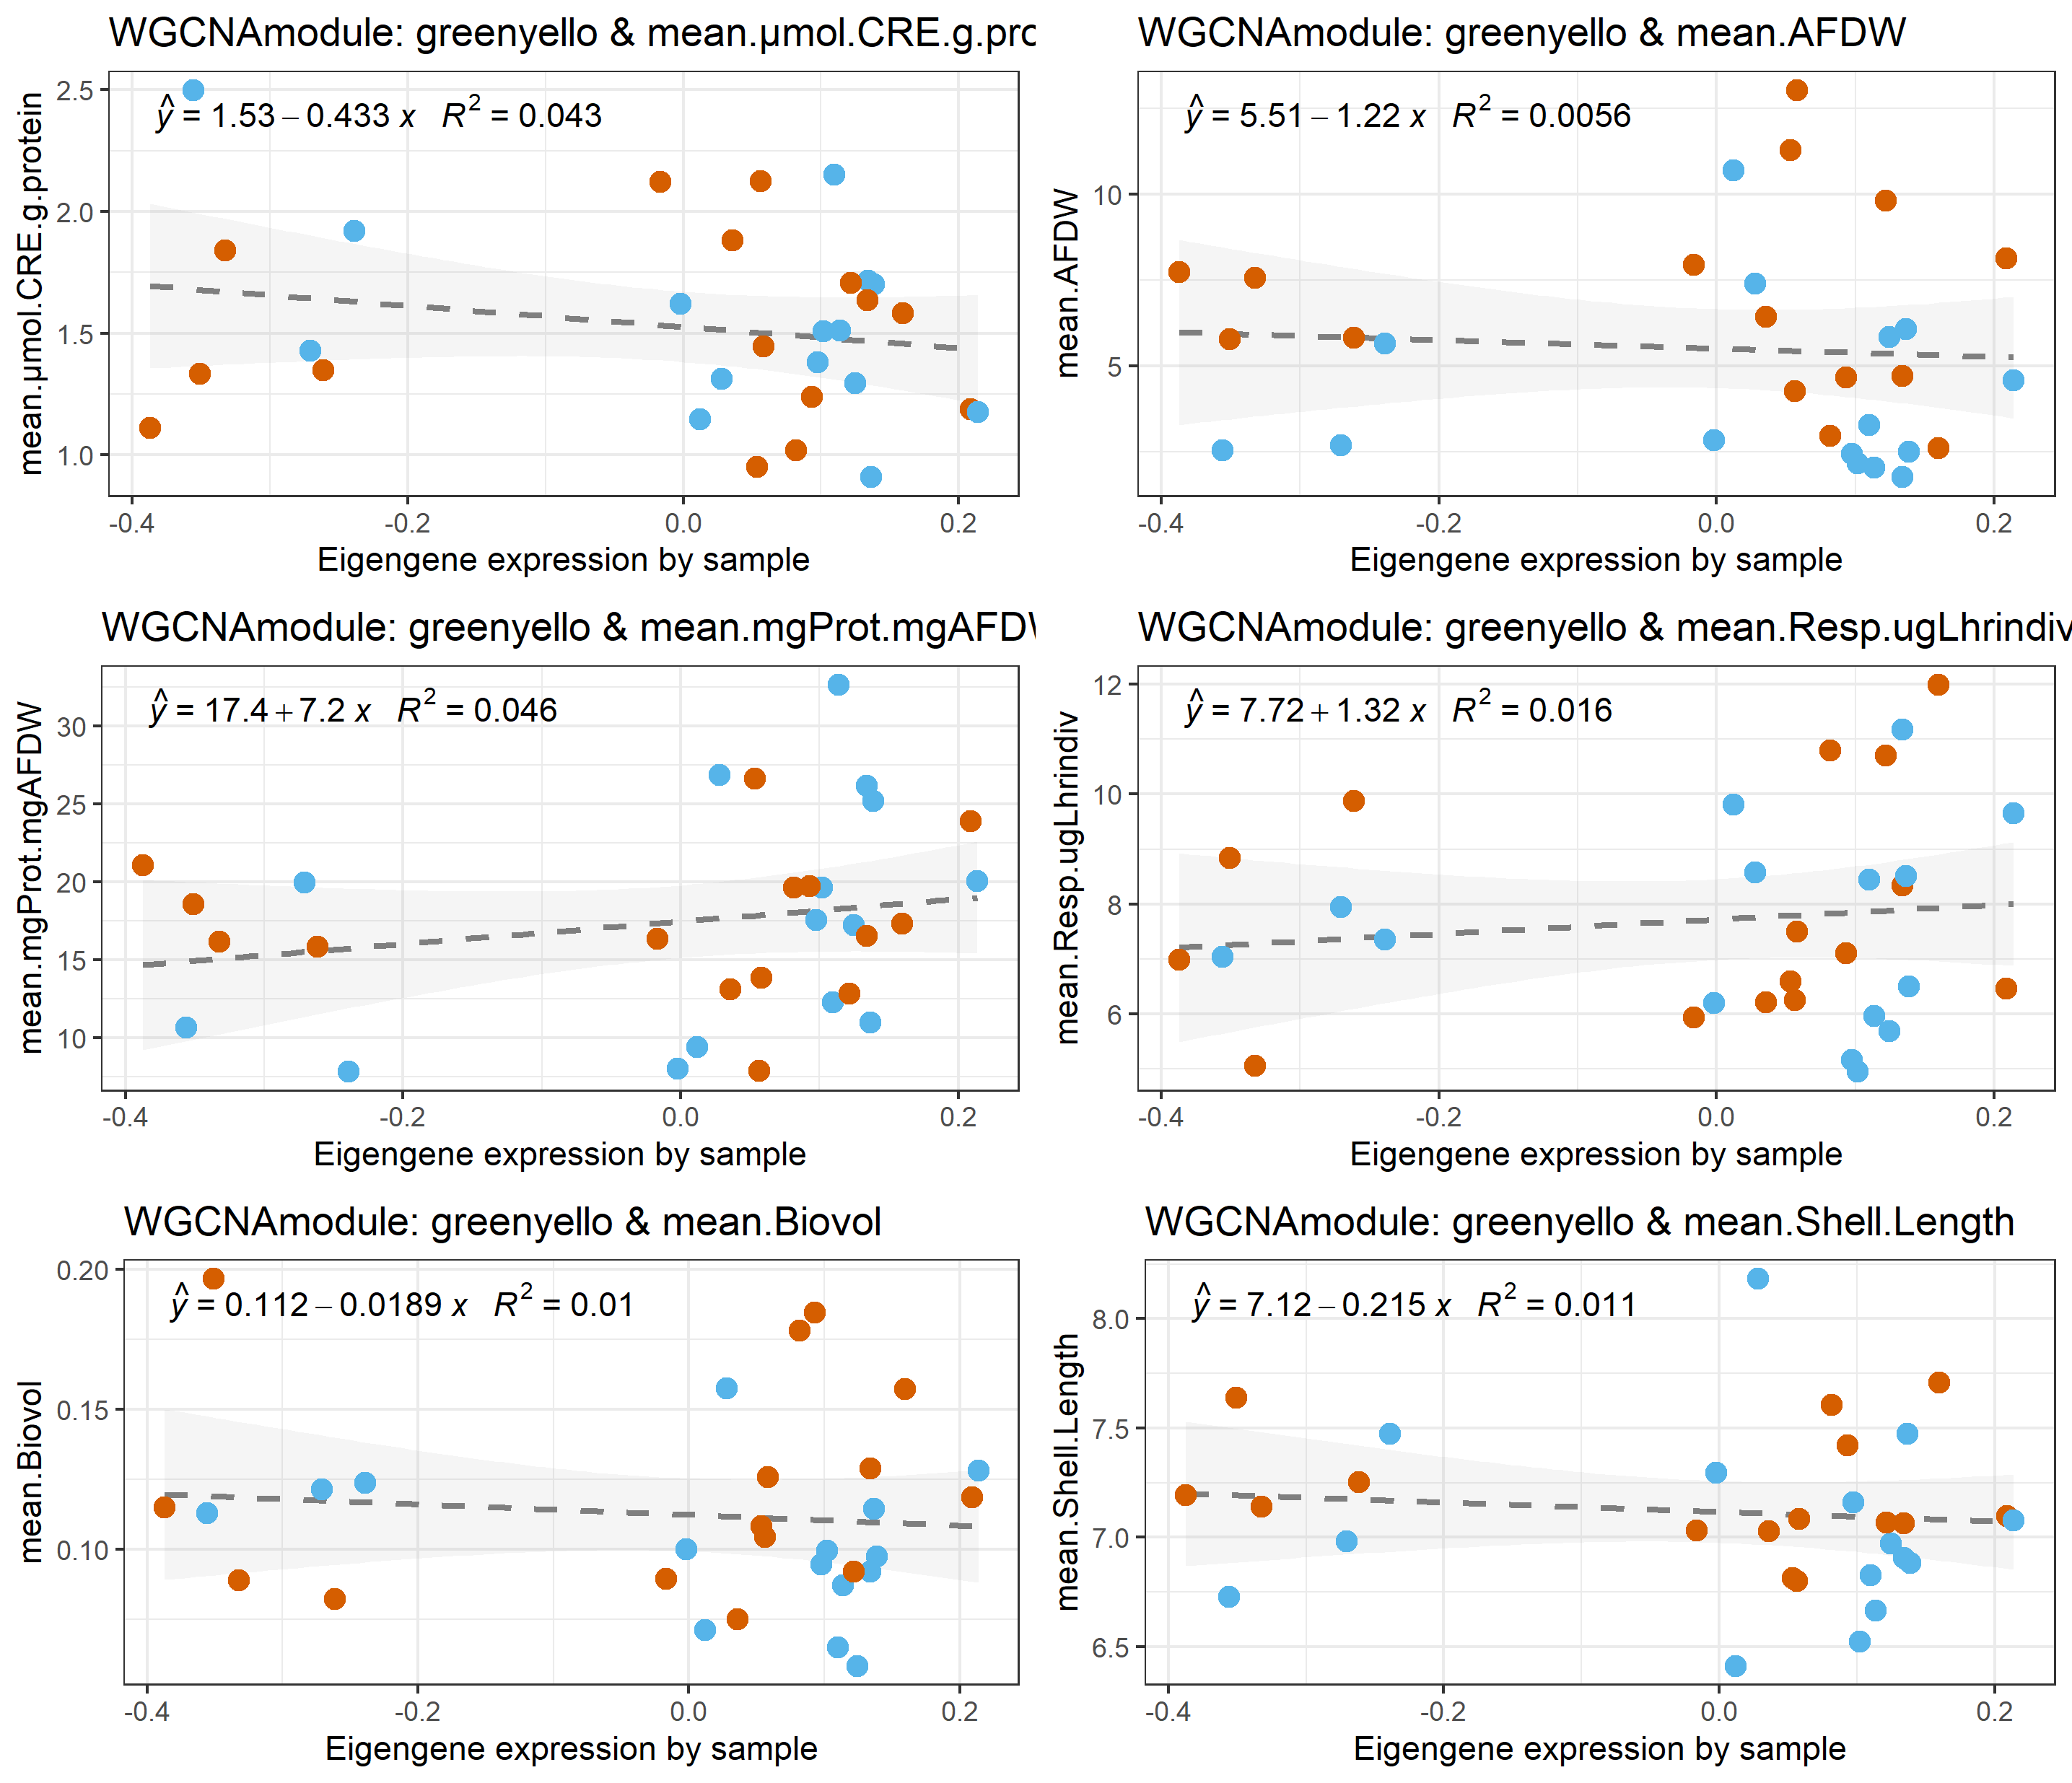 WGCNAmodule: greenyello & mean.µmol.CRE.g.prc
ŷ = 1.53 − 0.433 x R² = 0.043
mean.µmol.CRE.g.protein
2.5
2.0
1.5
1.0
-0.4 -0.2 0.0 0.2
Eigengene expression by sample
WGCNAmodule: greenyello & mean.AFDW
ŷ = 5.51 − 1.22 x R² = 0.0056
mean.AFDW
10
5
-0.4 -0.2 0.0 0.2
Eigengene expression by sample
WGCNAmodule: greenyello & mean.mgProt.mgAFDW
ŷ = 17.4 + 7.2 x R² = 0.046
mean.mgProt.mgAFDW
30
25
20
15
10
-0.4 -0.2 0.0 0.2
Eigengene expression by sample
WGCNAmodule: greenyello & mean.Resp.ugLhrindiv
ŷ = 7.72 + 1.32 x R² = 0.016
mean.Resp.ugLhrindiv
12
10
8
6
-0.4 -0.2 0.0 0.2
Eigengene expression by sample
WGCNAmodule: greenyello & mean.Biovol
ŷ = 0.112 − 0.0189 x R² = 0.01
mean.Biovol
0.20
0.15
0.10
-0.4 -0.2 0.0 0.2
Eigengene expression by sample
WGCNAmodule: greenyello & mean.Shell.Length
ŷ = 7.12 − 0.215 x R² = 0.011
mean.Shell.Length
8.0
7.5
7.0
6.5
-0.4 -0.2 0.0 0.2
Eigengene expression by sample